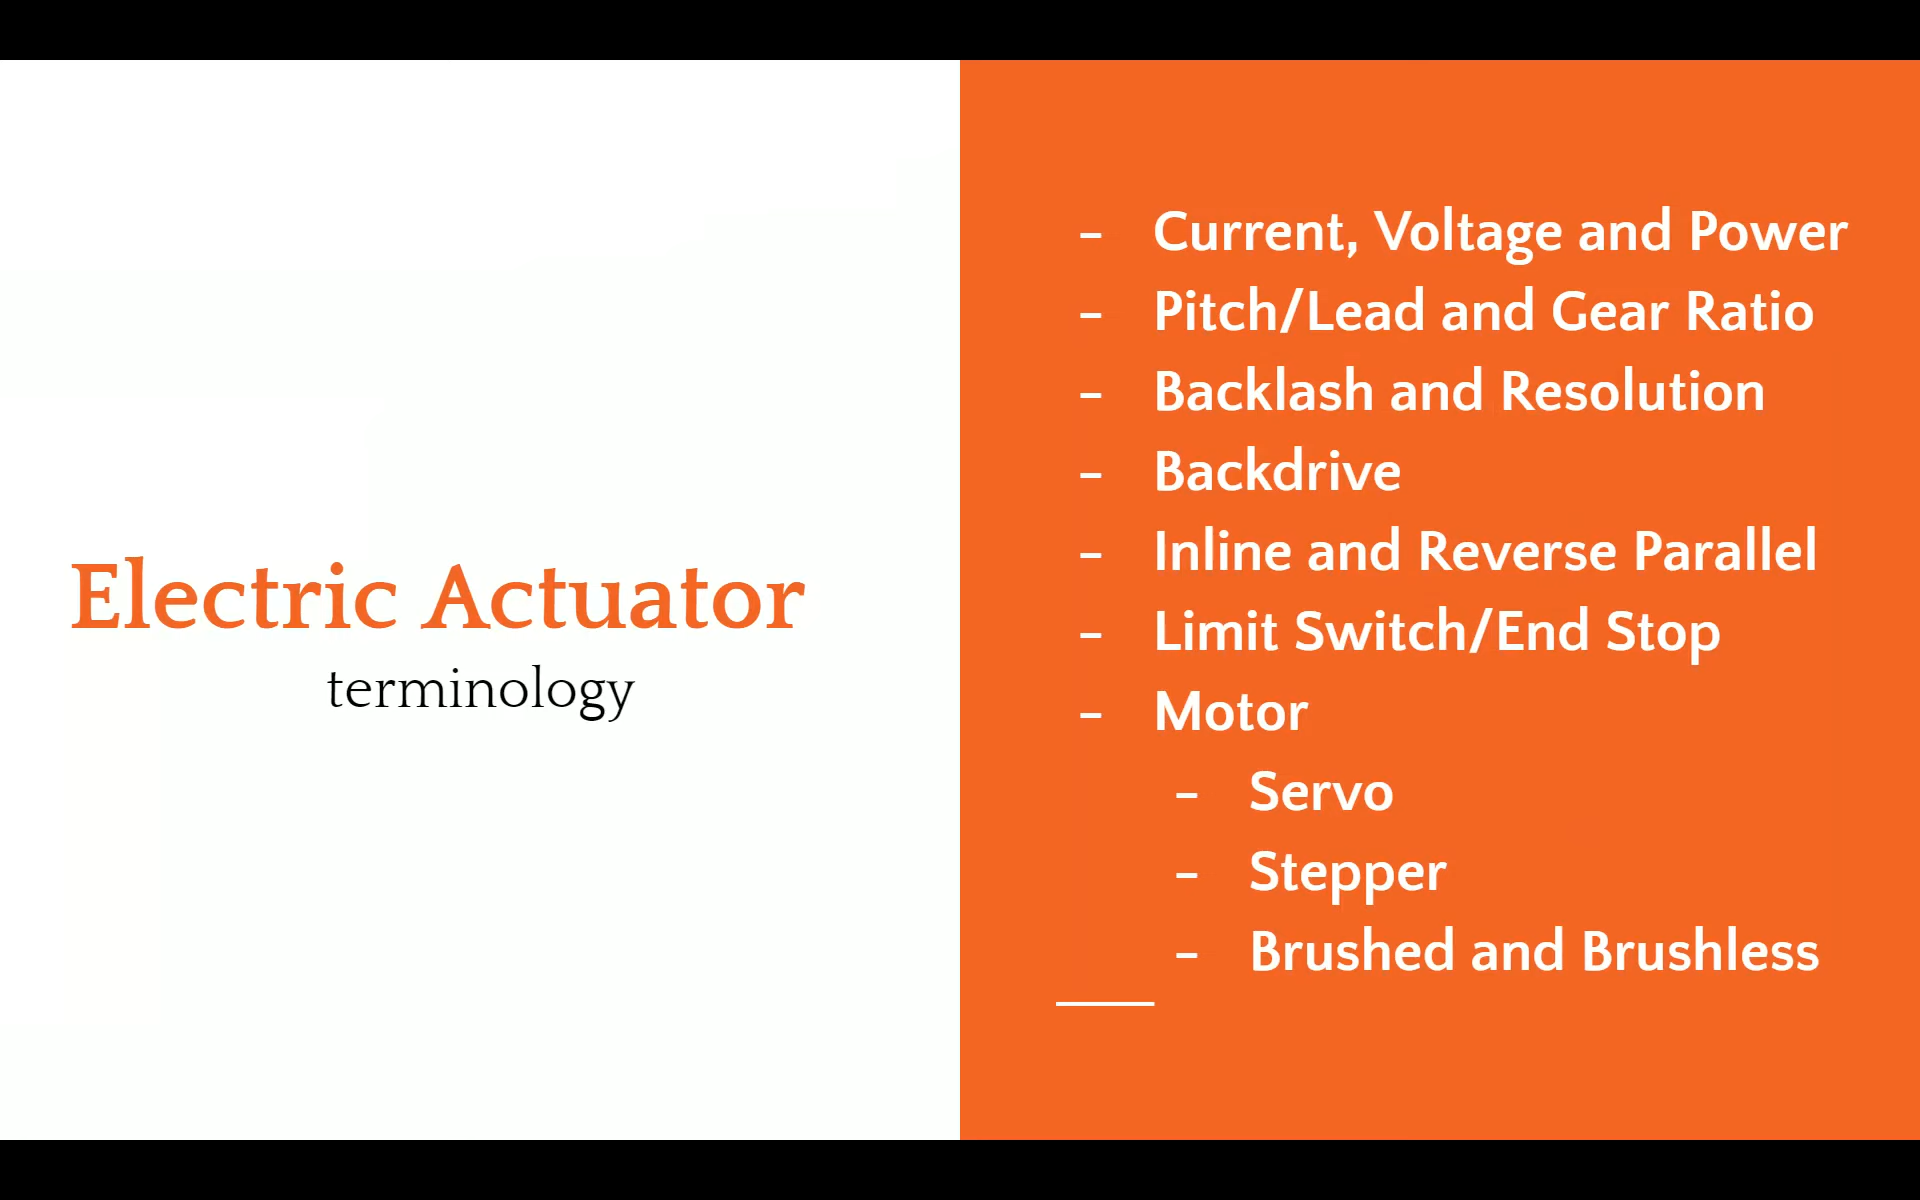 Electric Actuator
terminology
- Current, Voltage and Power
- Pitch/Lead and Gear Ratio
- Backlash and Resolution
- Backdrive
- Inline and Reverse Parallel
- Limit Switch/End Stop
- Motor
- Servo
- Stepper
- Brushed and Brushless